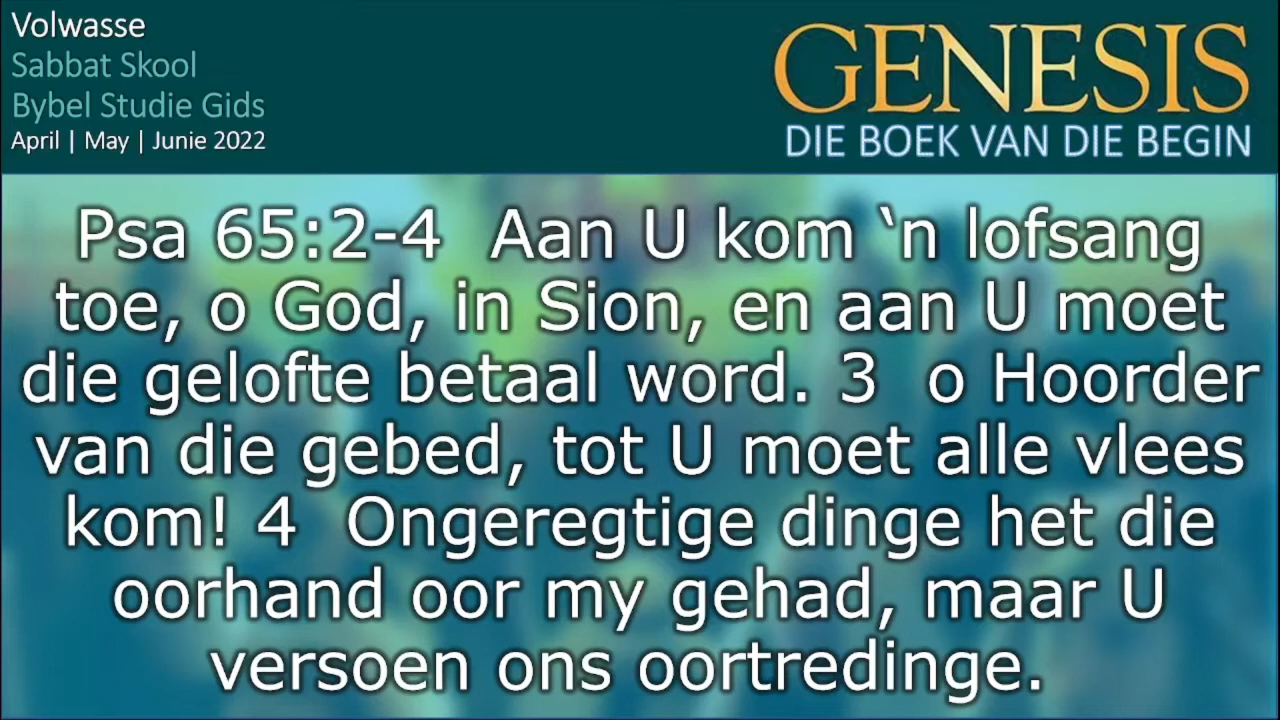 Volwasse
Sabbat Skool
Bybel Studie Gids
April | May | Junie 2022
GENESIS
DIE BOEK VAN DIE BEGIN
Psa 65:2-4  Aan U kom ‛n lofsang
toe, o God, in Sion, en aan U moet
die gelofte betaal word. 3  o Hoorder
van die gebed, tot U moet alle vlees
kom! 4  Ongeregtige dinge het die
oorhand oor my gehad, maar U
versoen ons oortredinge.